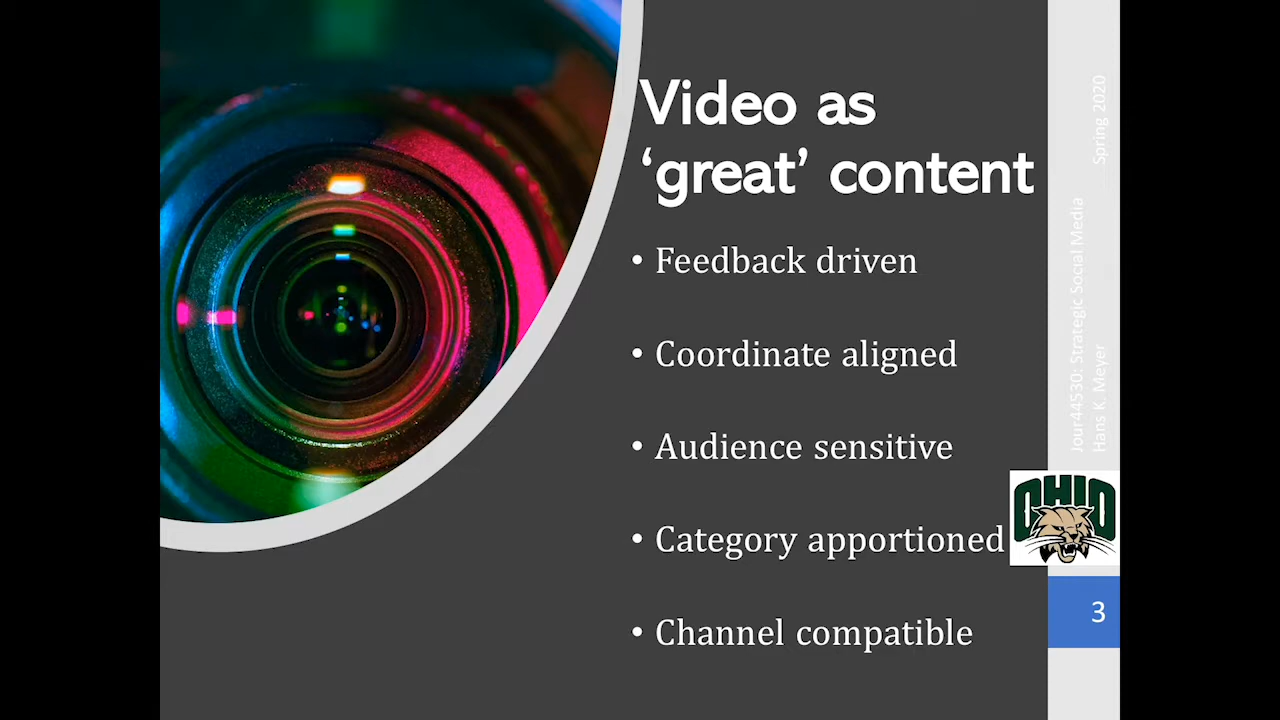 Video as
‘great’ content
• Feedback driven
• Coordinate aligned
• Audience sensitive
• Category apportioned
• Channel compatible
Jour44530: Strategic Social Media
Hans K. Meyer Spring 2020
OHIO
3